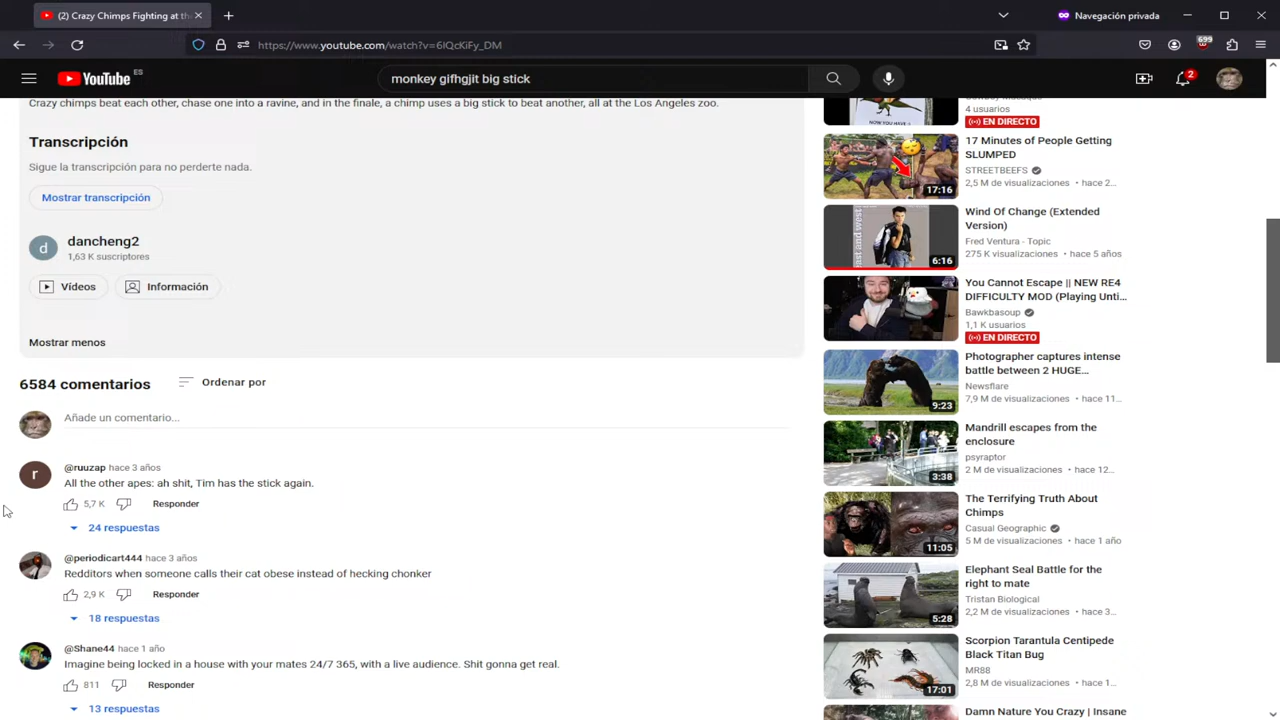 (2) Crazy Chimps Fighting at th
Navegación privada
https://www.youtube.com/watch?v=6IQcKiFy_DM
699
YouTube ES
monkey gifhgjit big stick
2
Crazy chimps beat each other, chase one into a ravine, and in the finale, a chimp uses a big stick to beat another, all at the Los Angeles zoo.
Transcripción
Sigue la transcripción para no perderte nada.
Mostrar transcripción
d
dancheng2
1,63 K suscriptores
Vídeos
Información
Mostrar menos
6584 comentarios
Ordenar por
Añade un comentario...
r
@ruuzap hace 3 años
All the other apes: ah shit, Tim has the stick again.
5,7 K
Responder
24 respuestas
@periodicart444 hace 3 años
Redditors when someone calls their cat obese instead of hecking chonker
2,9 K
Responder
18 respuestas
@Shane44 hace 1 año
Imagine being locked in a house with your mates 24/7 365, with a live audience. Shit gonna get real.
811
Responder
13 respuestas
NOW YOU HAVE
4 usuarios
EN DIRECTO
17:16
17 Minutes of People Getting
SLUMPED
STREETBEEFS
2,5 M de visualizaciones • hace 2...
east and west
6:16
Wind Of Change (Extended
Version)
Fred Ventura - Topic
275 K visualizaciones • hace 5 años
You Cannot Escape || NEW RE4
DIFFICULTY MOD (Playing Unti...
Bawkbasoup
1,1 K usuarios
EN DIRECTO
9:23
Photographer captures intense
battle between 2 HUGE...
Newsflare
7,9 M de visualizaciones • hace 11...
3:38
Mandrill escapes from the
enclosure
psyraptor
2 M de visualizaciones • hace 12...
11:05
The Terrifying Truth About
Chimps
Casual Geographic
5 M de visualizaciones • hace 1 año
5:28
Elephant Seal Battle for the
right to mate
Tristan Biological
2,2 M de visualizaciones • hace 3...
17:01
Scorpion Tarantula Centipede
Black Titan Bug
MR88
2,8 M de visualizaciones • hace 1...
Damn Nature You Crazy | Insane